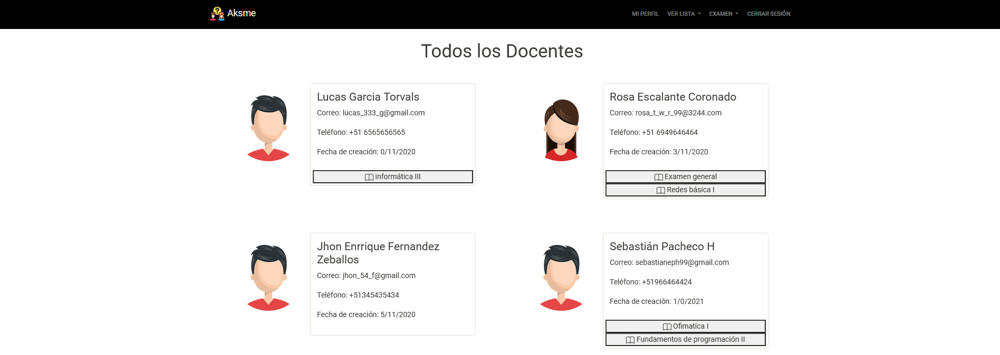 Aksme
MI PERFIL
VER LISTA
EXAMEN
CERRAR SESIÓN
Todos los Docentes
Lucas Garcia Torvals
Correo: lucas_333_g@gmail.com
Teléfono: +51 6565656565
Fecha de creación: 0/11/2020
informática III
Rosa Escalante Coronado
Correo: rosa_t_w_r_99@3244.com
Teléfono: +51 6949646464
Fecha de creación: 3/11/2020
Examen general
Redes básica I
Jhon Enrrique Fernandez
Zeballos
Correo: jhon_54_f@gmail.com
Teléfono: +51345435434
Fecha de creación: 5/11/2020
Sebastián Pacheco H
Correo: sebastianeph99@gmail.com
Teléfono: +51966464424
Fecha de creación: 1/0/2021
Ofimatica I
Fundamentos de programación II